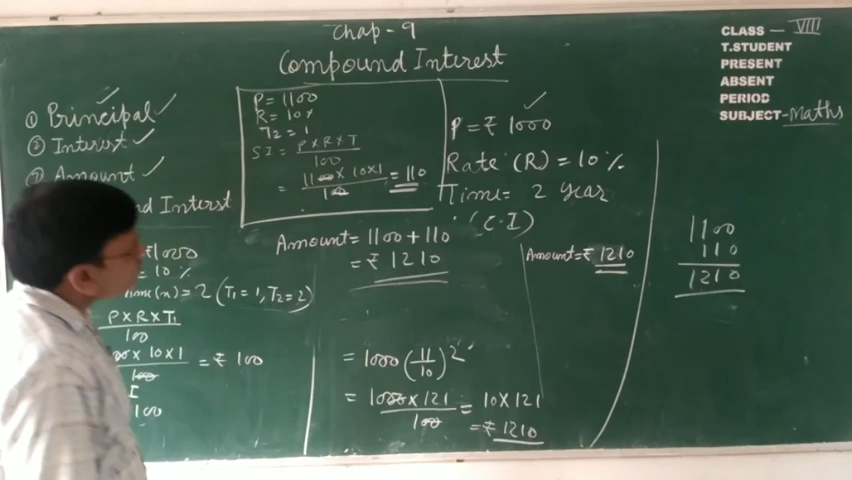 Chap - 9
Compound Interest
CLASS — VIII
T.STUDENT
PRESENT
ABSENT
PERIOD
SUBJECT - Maths
① Principal ✓
② Interest ✓
Amount ✓
nd Interest
₹1000
= 10 %
Time (n) = 2 (T1 = 1, T2 = 2)
P X R X T1
100
x 10 x 1 = ₹ 100
100
I
100
P = 1100
R = 10%
T2 = 1
SI = P X R X T
100
= 1100 x 10 x 1 = 110
100
Amount = 1100 + 110
= ₹ 1210
= 1000 (11/10) 2
= 1000 x 121 = 10 x 121
100
= ₹ 1210
P = ₹ 1000
Rate (R) = 10 %
Time = 2 year
(C.I)
Amount = ₹ 1210
1100
110
1210